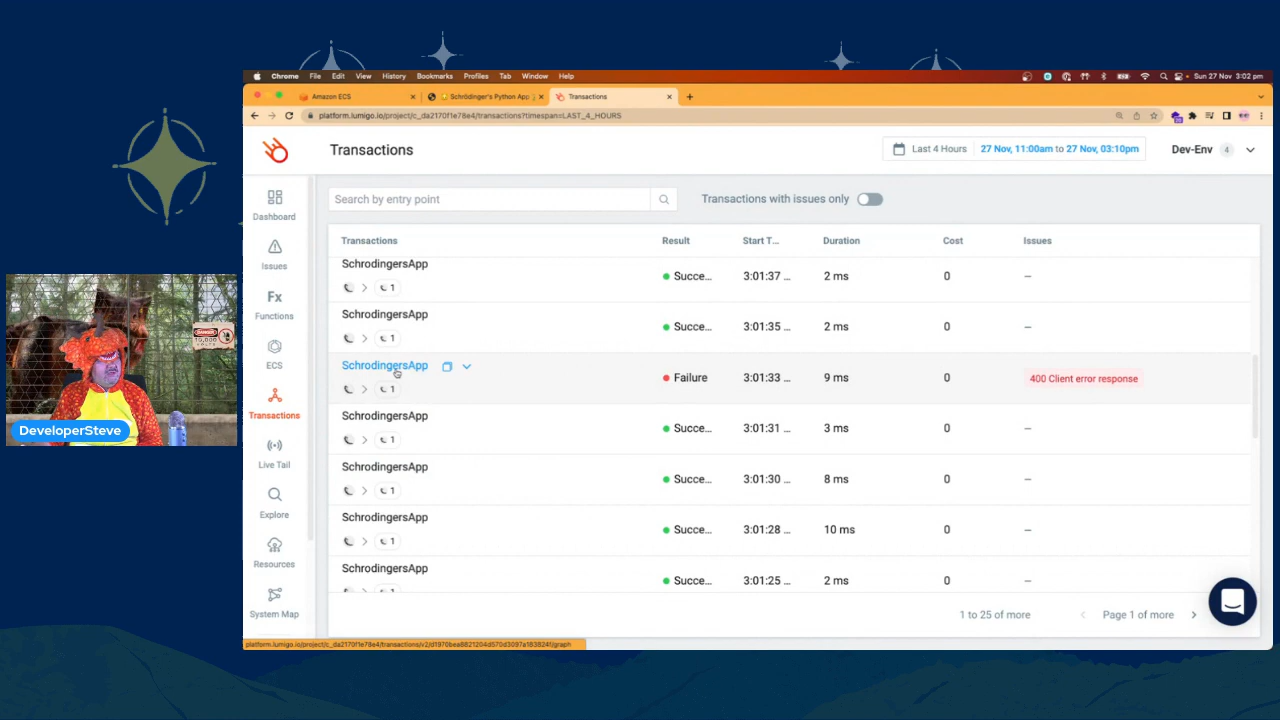 Chrome File Edit View History Bookmarks Profiles Tab Window Help
Sun 27 Nov 3:02 pm
Amazon ECS
Schrödinger's Python App
Transactions
platform.lumigo.io/project/c_da2170f1e78e4/transactions?timespan=LAST_4_HOURS
Transactions
Last 4 Hours 27 Nov, 11:00am to 27 Nov, 03:10pm
Dev-Env 4
Dashboard
Issues
Fx
Functions
ECS
Transactions
Live Tail
Explore
Resources
System Map
Search by entry point
Transactions with issues only
Transactions Result Start T... Duration Cost Issues
SchrodingersApp
1
Succe... 3:01:37 ... 2 ms 0 –
SchrodingersApp
1
Succe... 3:01:35 ... 2 ms 0 –
SchrodingersApp
1
Failure 3:01:33 ... 9 ms 0 400 Client error response
SchrodingersApp
1
Succe... 3:01:31 ... 3 ms 0 –
SchrodingersApp
1
Succe... 3:01:30 ... 8 ms 0 –
SchrodingersApp
1
Succe... 3:01:28 ... 10 ms 0 –
SchrodingersApp
1
Succe... 3:01:25 ... 2 ms 0 –
1 to 25 of more
Page 1 of more
DANGER
10,000
VOLTS
DeveloperSteve